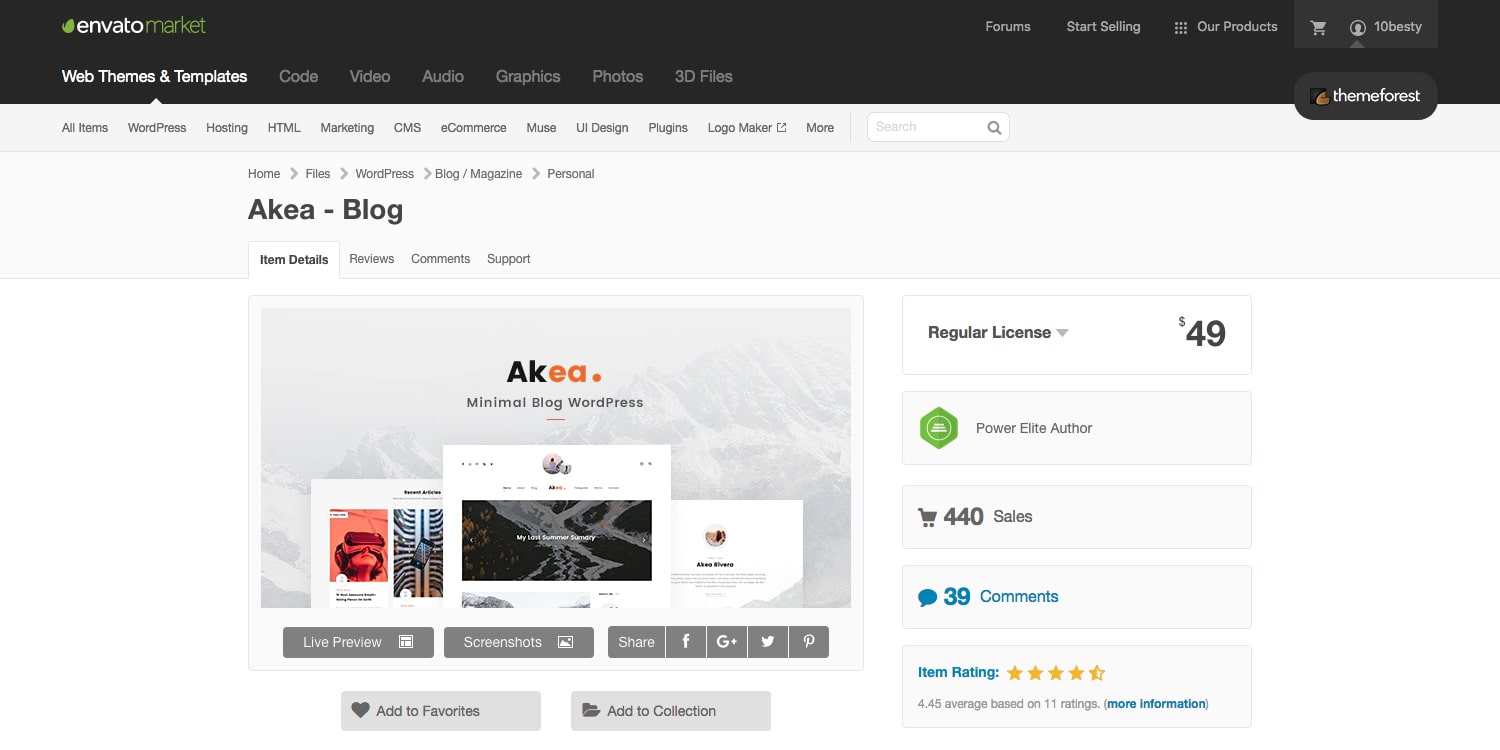 envatomarket
Forums Start Selling Our Products 10besty
Web Themes & Templates Code Video Audio Graphics Photos 3D Files
themeforest
All Items WordPress Hosting HTML Marketing CMS eCommerce Muse UI Design Plugins Logo Maker More Search
Home Files WordPress Blog / Magazine Personal
Akea - Blog
Item Details Reviews Comments Support
Akea.
Minimal Blog WordPress
Recent Articles
Akea.
My Last Summer Sumary
Akea Rivera
Live Preview Screenshots Share f G+
Add to Favorites Add to Collection
Regular License $49
Power Elite Author
440 Sales
39 Comments
Item Rating:
4.45 average based on 11 ratings. (more information)